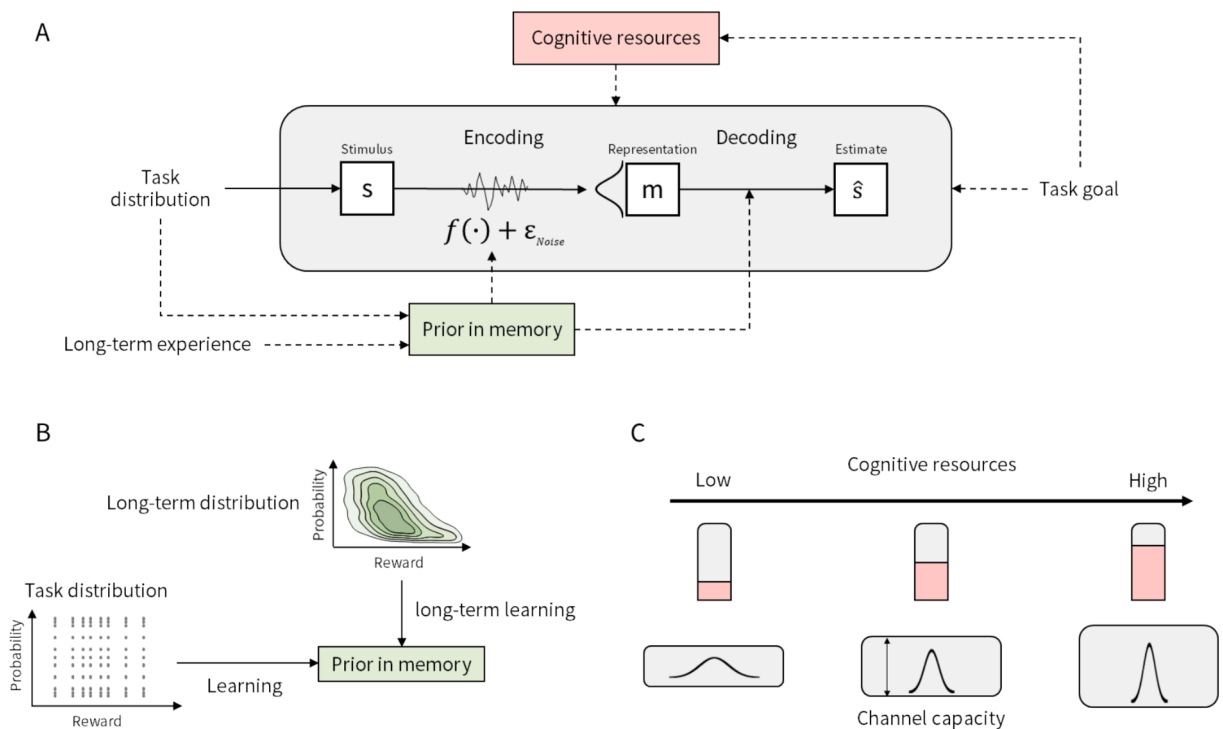 A
Cognitive resources
Encoding
Decoding
Stimulus
Representation
Estimate
s
m
ŝ
Task
distribution
Task goal
f(·) + ε Noise
Prior in memory
Long-term experience
B
Long-term distribution
Probability
Reward
long-term learning
Task distribution
Probability
Reward
Learning
Prior in memory
C
Cognitive resources
Low
High
Channel capacity